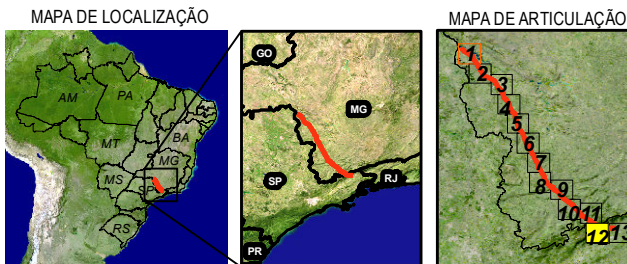 MAPA DE LOCALIZAÇÃO
AM
PA
MT
BA
MG
MS
SP
RS
GO
MG
SP
RJ
PR
MAPA DE ARTICULAÇÃO
1
2
3
4
5
6
7
8
9
10
11
12
13